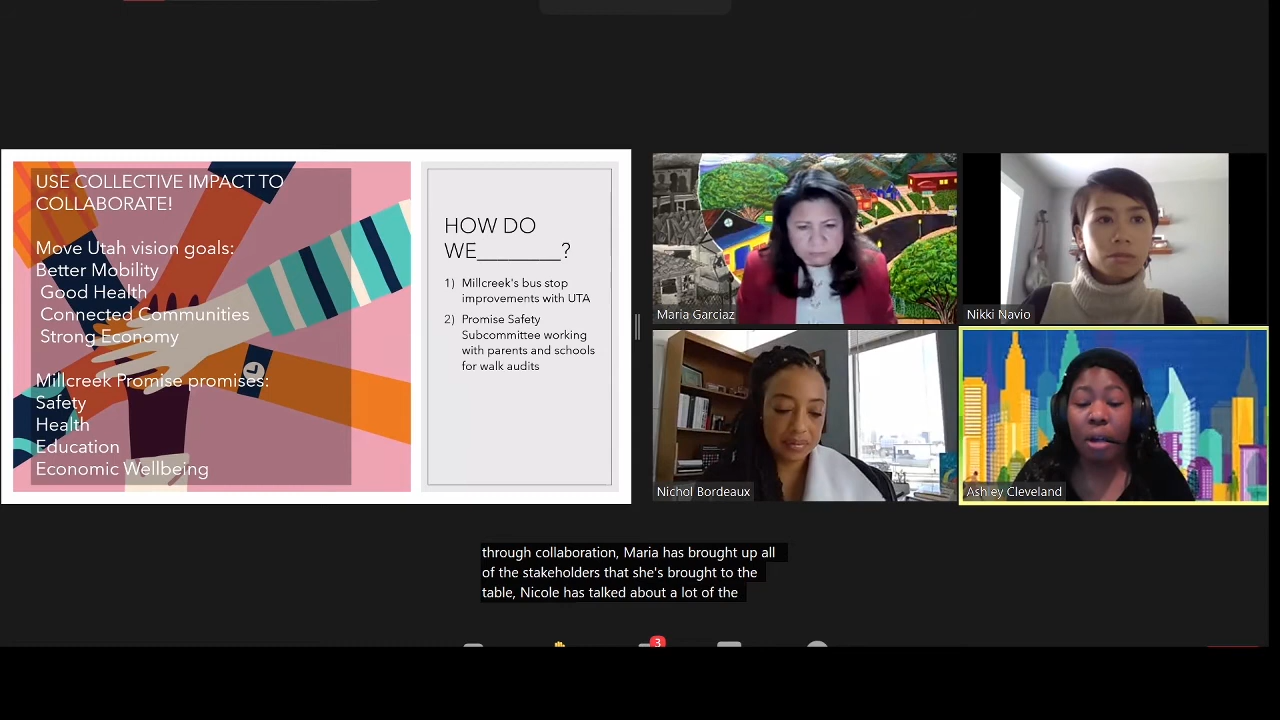 USE COLLECTIVE IMPACT TO
COLLABORATE!
Move Utah vision goals:
Better Mobility
Good Health
Connected Communities
Strong Economy
Millcreek Promise promises:
Safety
Health
Education
Economic Wellbeing
HOW DO
WE________?
1) Millcreek's bus stop
improvements with UTA
2) Promise Safety
Subcommittee working
with parents and schools
for walk audits
Maria Garciaz
Nikki Navio
Nichol Bordeaux
Ashley Cleveland
through collaboration, Maria has brought up all
of the stakeholders that she's brought to the
table, Nicole has talked about a lot of the
3